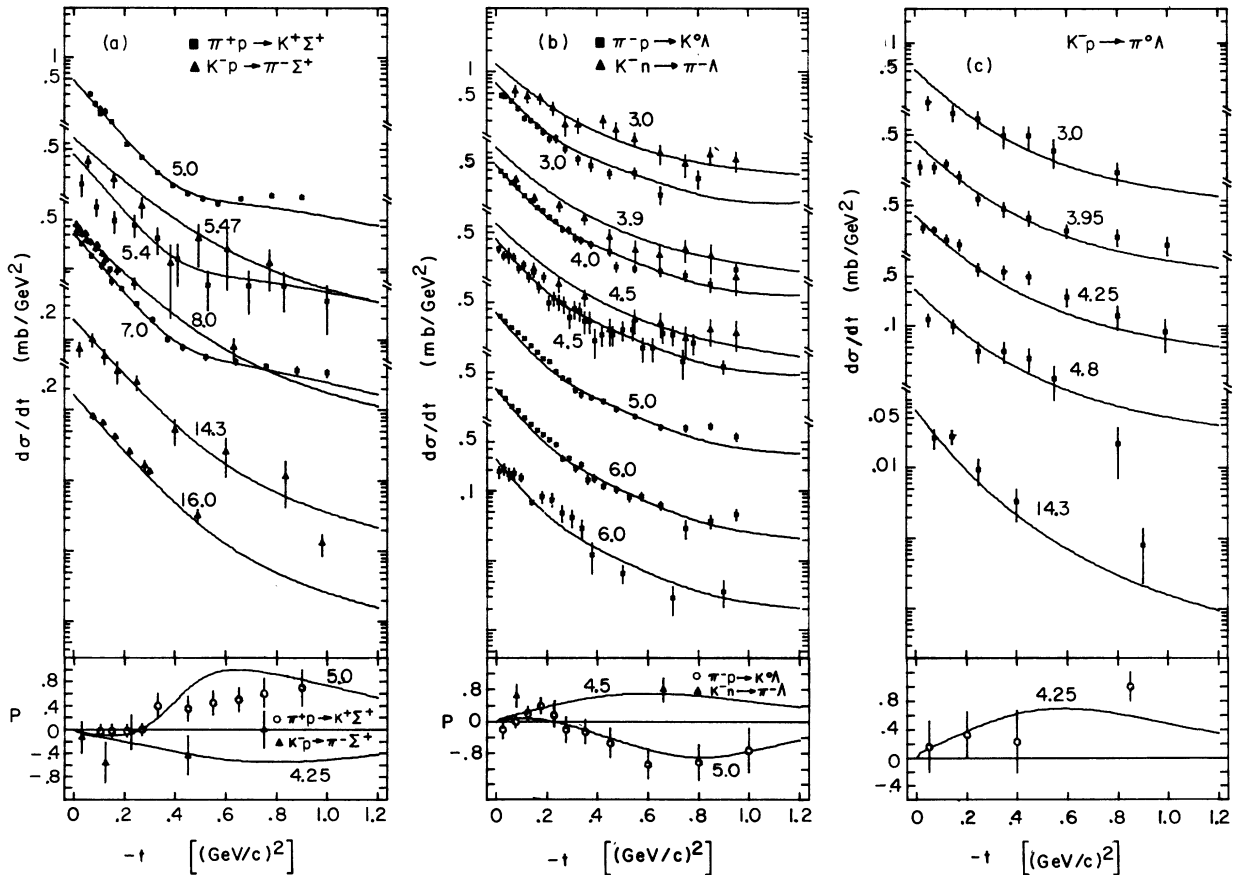 (a)
■ π⁺p → K⁺Σ⁺
▲ K⁻p → π⁻Σ⁺
1
.5
.5
.5
.2
.2
5.0
5.47
5.4
8.0
7.0
14.3
16.0
dσ/dt (mb/GeV²)
.8
.4
P 0
-.4
-.8
5.0
○ π⁺p → K⁺Σ⁺
▲ K⁻p → π⁻Σ⁺
4.25
0 .2 .4 .6 .8 1.0 1.2
-t [(GeV/c)²]
(b)
■ π⁻p → K⁰Λ
▲ K⁻n → π⁻Λ
1
.5
.5
.5
.5
.5
.5
.1
3.0
3.0
3.9
4.0
4.5
4.5
5.0
6.0
6.0
dσ/dt (mb/GeV²)
.8
P 0
-.8
4.5
○ π⁻p → K⁰Λ
▲ K⁻n → π⁻Λ
5.0
0 .2 .4 .6 .8 1.0 1.2
-t [(GeV/c)²]
(c)
K⁻p → π⁰Λ
1
.5
.5
.5
.5
.1
.05
.01
3.0
3.95
4.25
4.8
14.3
dσ/dt (mb/GeV²)
.8
.4
0
-.4
4.25
0 .2 .4 .6 .8 1.0 1.2
-t [(GeV/c)²]